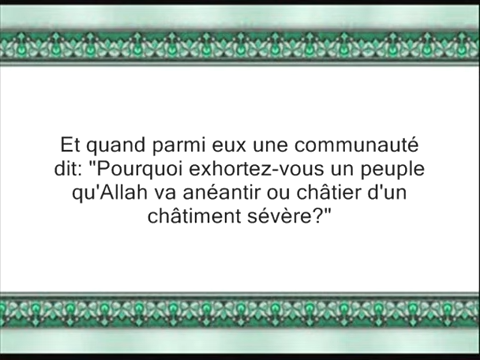 Et quand parmi eux une communauté
dit: "Pourquoi exhortez-vous un peuple
qu'Allah va anéantir ou châtier d'un
châtiment sévère?"